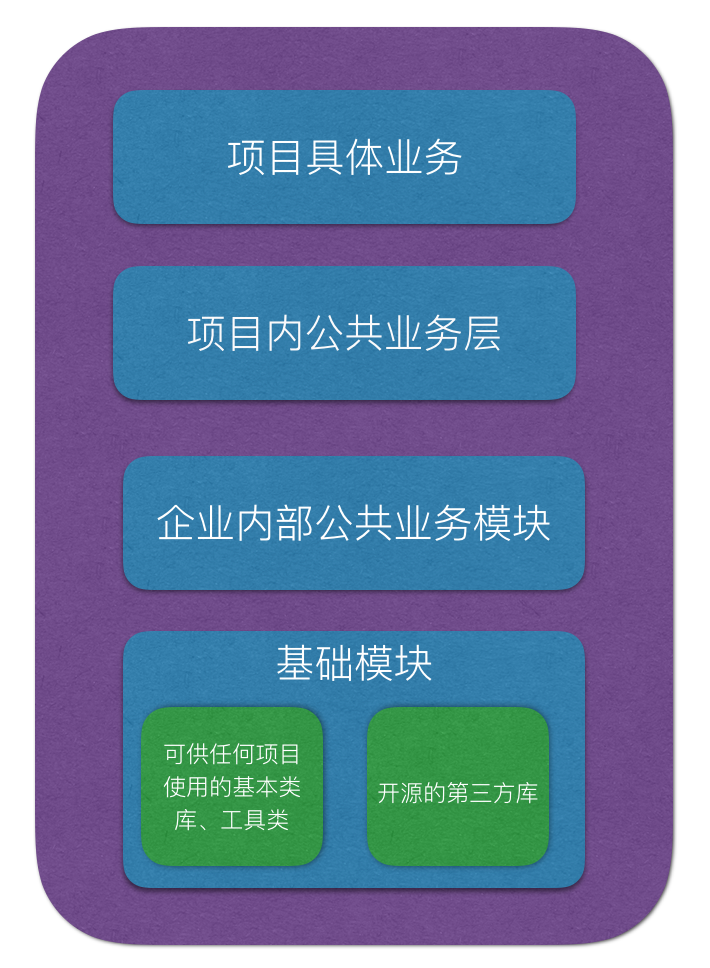 项目具体业务
项目内公共业务层
企业内部公共业务模块
基础模块
可供任何项目
使用的基本类
库、工具类
开源的第三方库